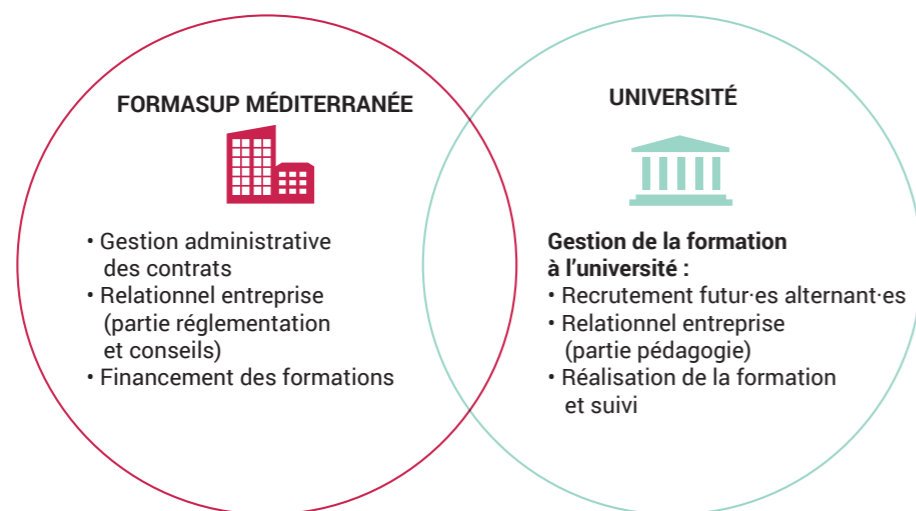 FORMASUP MÉDITERRANÉE
• Gestion administrative
des contrats
• Relationnel entreprise
(partie réglementation
et conseils)
• Financement des formations
UNIVERSITÉ
Gestion de la formation
à l’université :
• Recrutement futur·es alternant·es
• Relationnel entreprise
(partie pédagogie)
• Réalisation de la formation
et suivi